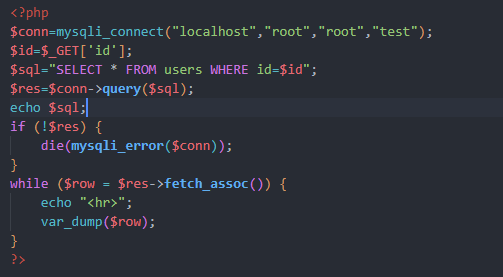 <?php
$conn=mysqli_connect("localhost","root","root","test");
$id=$_GET['id'];
$sql="SELECT * FROM users WHERE id=$id";
$res=$conn->query($sql);
echo $sql;
if (!$res) {
    die(mysqli_error($conn));
}
while ($row = $res->fetch_assoc()) {
    echo "<hr>";
    var_dump($row);
}
?>